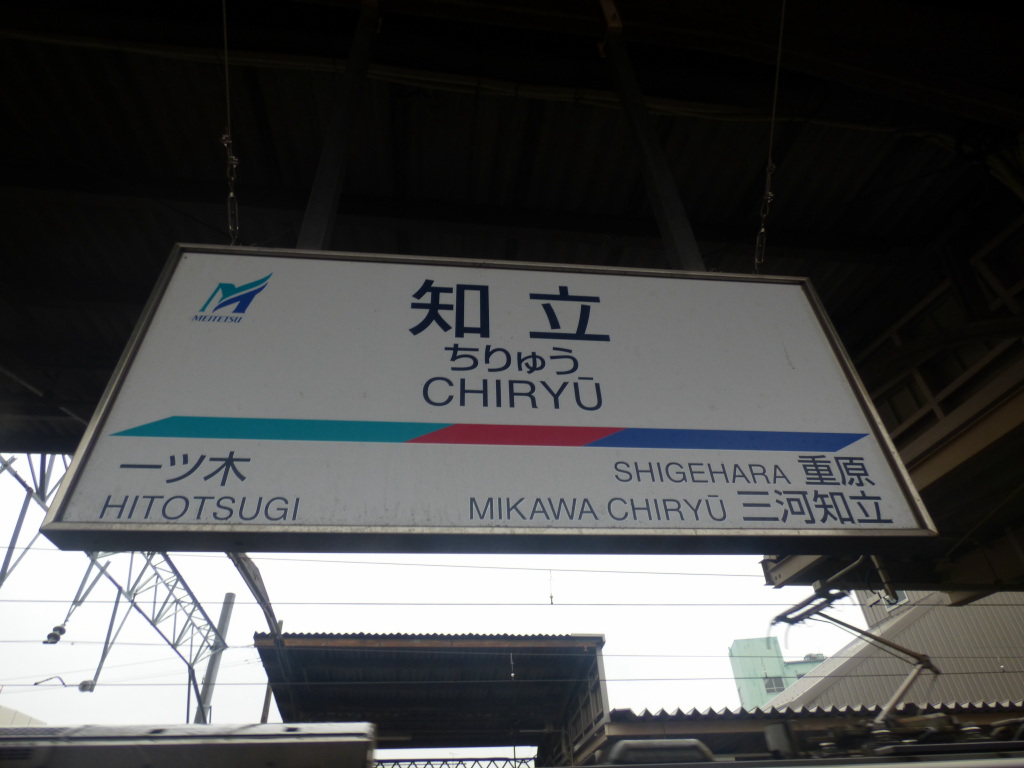 MEITETSU
知立
ちりゅう
CHIRYŪ
一ツ木
HITOTSUGI
SHIGEHARA 重原
MIKAWA CHIRYŪ 三河知立